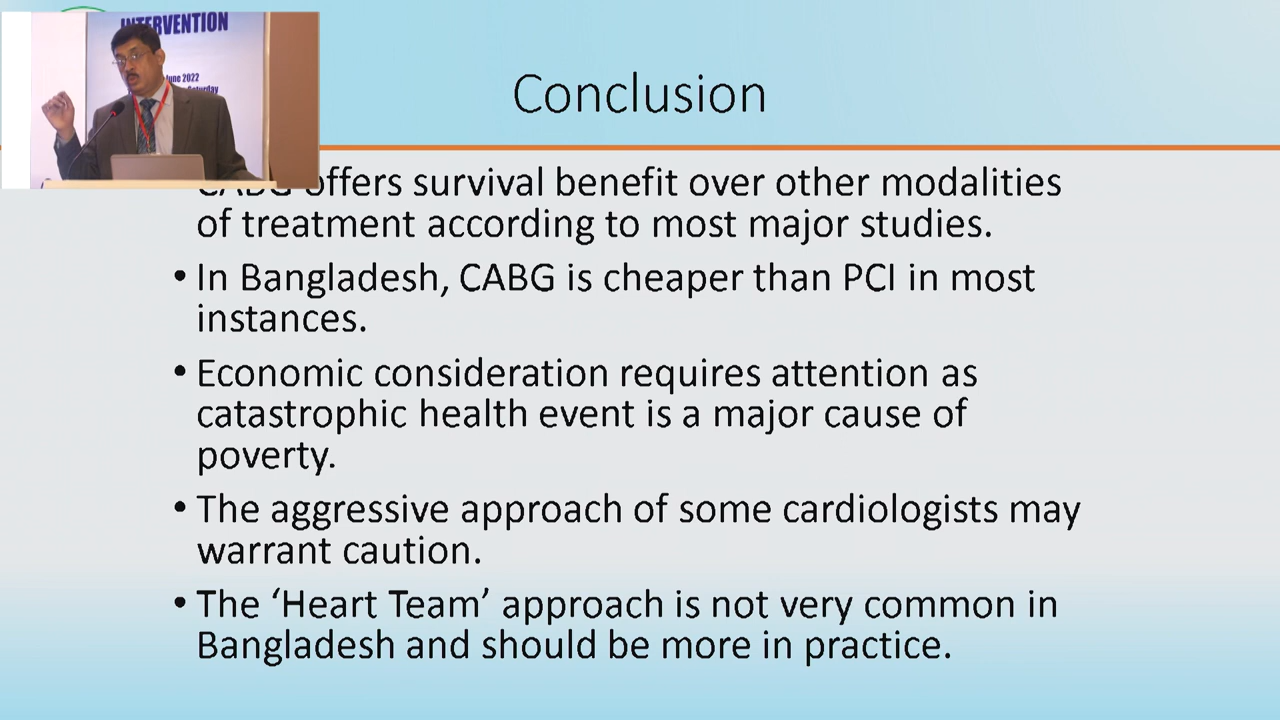 INTERVENTION
June 2022
Saturday
Conclusion
CABG offers survival benefit over other modalities
of treatment according to most major studies.
• In Bangladesh, CABG is cheaper than PCI in most
instances.
• Economic consideration requires attention as
catastrophic health event is a major cause of
poverty.
• The aggressive approach of some cardiologists may
warrant caution.
• The ‘Heart Team’ approach is not very common in
Bangladesh and should be more in practice.